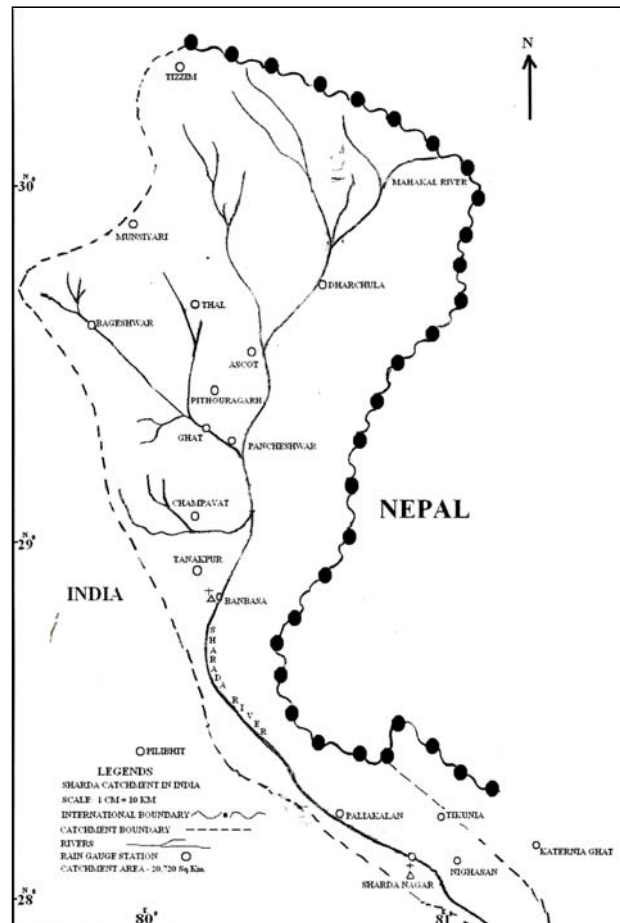 N
TIZZIM
N
30°
MAHAKAL RIVER
MUNSIYARI
DHARCHULA
THAL
BAGESHWAR
ASCOT
PITHOURAGARH
GHAT
PANCHESHWAR
CHAMPAVAT
NEPAL
N
29°
TANAKPUR
INDIA
BANBASA
SHARADA RIVER
PILIBHIT
LEGENDS
SHARDA CATCHMENT IN INDIA
SCALE: 1 CM = 10 KM
INTERNATIONAL BOUNDARY
CATCHMENT BOUNDARY
RIVERS
RAIN GAUGE STATION
CATCHMENT AREA - 20,720 Sq.Km
PALIAKALAN
TIKUNIA
KATERNIA GHAT
NIGHASAN
SHARDA NAGAR
N
28°
E
80°
E
81°